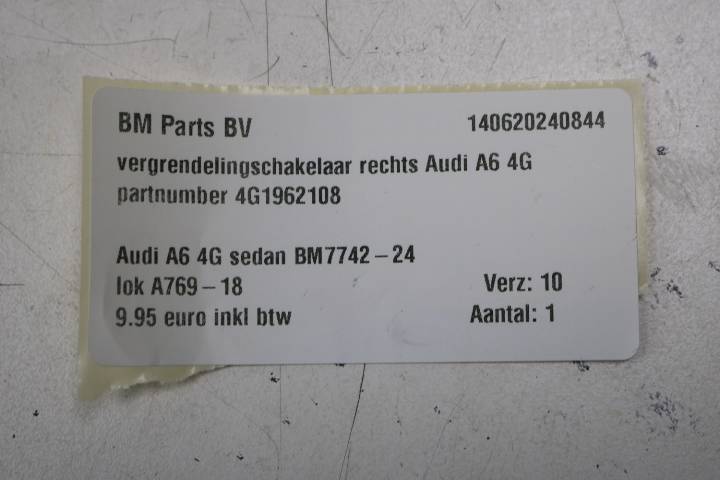 BM Parts BV 140620240844
vergrendelingschakelaar rechts Audi A6 4G
partnumber 4G1962108
Audi A6 4G sedan BM7742-24
lok A769-18 Verz: 10
9.95 euro inkl btw Aantal: 1